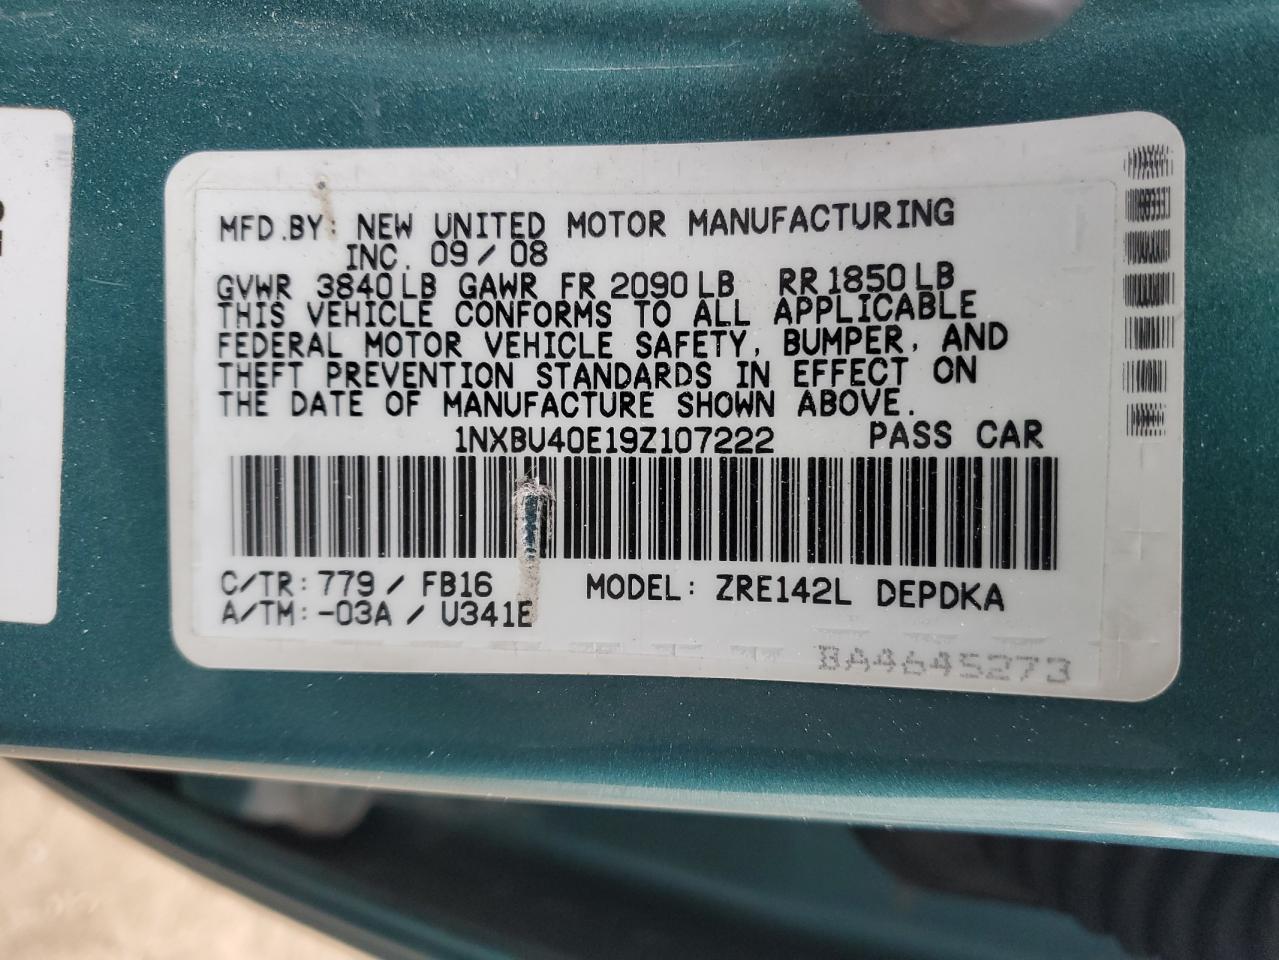 MFD.BY: NEW UNITED MOTOR MANUFACTURING
INC. 09/08
GVWR 3840LB GAWR FR 2090LB RR 1850LB
THIS VEHICLE CONFORMS TO ALL APPLICABLE
FEDERAL MOTOR VEHICLE SAFETY, BUMPER, AND
THEFT PREVENTION STANDARDS IN EFFECT ON
THE DATE OF MANUFACTURE SHOWN ABOVE.
1NXBU40E19Z107222 PASS CAR
C/TR: 779 / FB16 MODEL: ZRE142L DEPDKA
A/TM: -03A / U341E
BA4645273